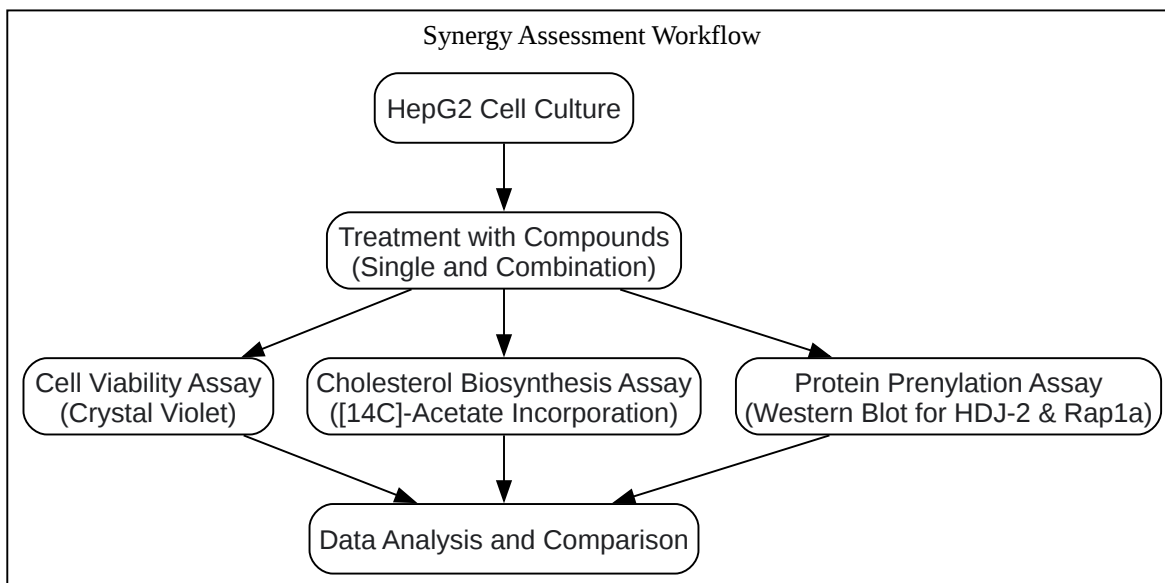 Synergy Assessment Workflow
HepG2 Cell Culture
Treatment with Compounds
(Single and Combination)
Cell Viability Assay
(Crystal Violet)
Cholesterol Biosynthesis Assay
([14C]-Acetate Incorporation)
Protein Prenylation Assay
(Western Blot for HDJ-2 & Rap1a)
Data Analysis and Comparison